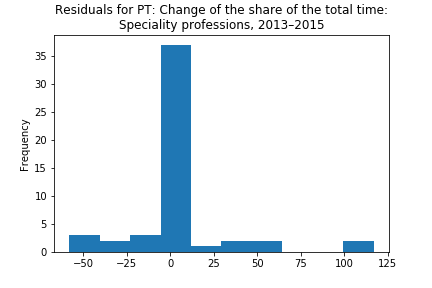 Residuals for PT: Change of the share of the total time:
Speciality professions, 2013–2015
Frequency
35
30
25
20
15
10
5
0
−50 −25 0 25 50 75 100 125